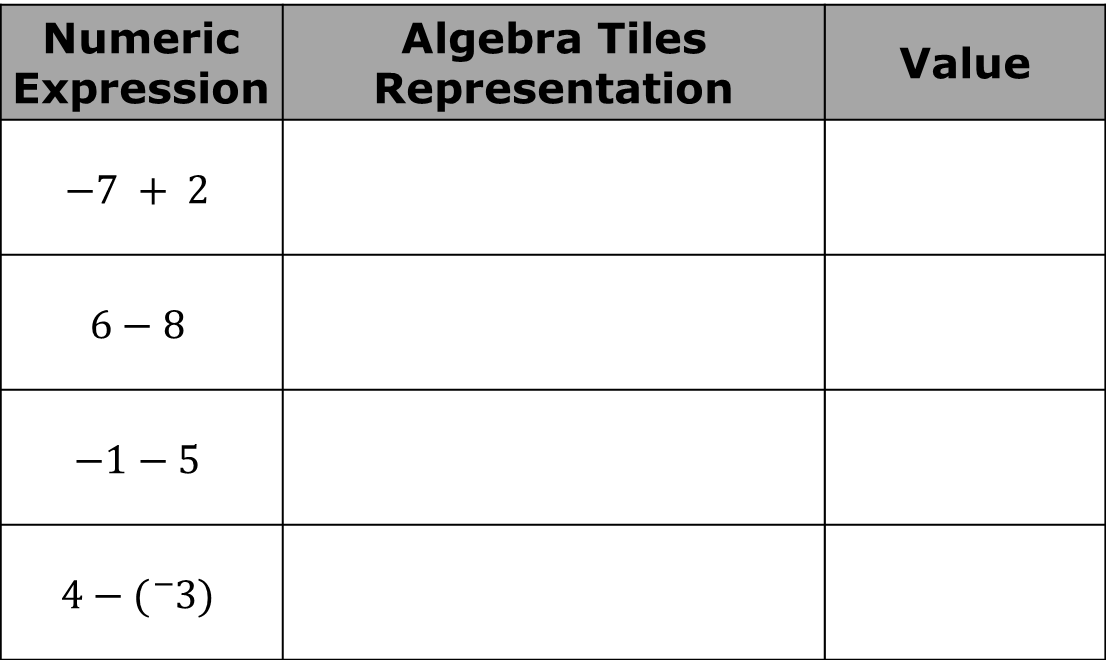 Numeric
Expression
Algebra Tiles
Representation
Value
−7 + 2
6 − 8
−1 − 5
4 − (⁻3)